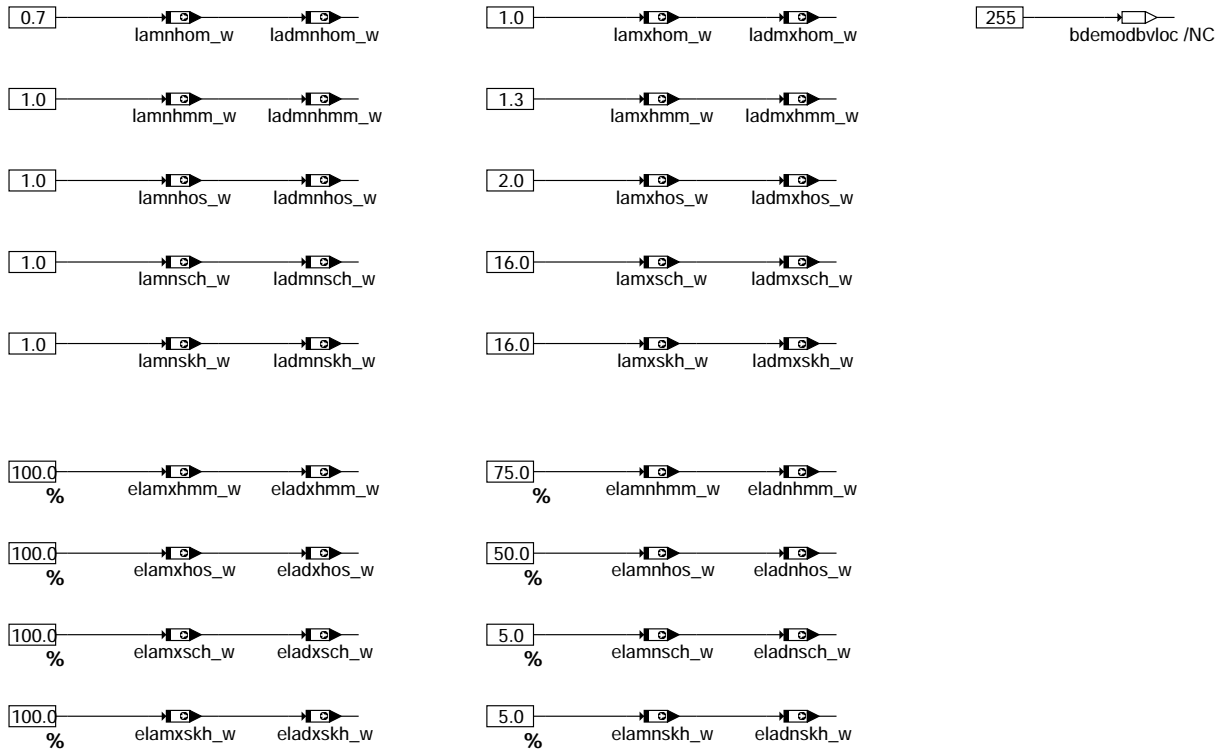 0.7 1.0 255
lamnhom_w ladmnhom_w lamxhom_w ladmxhom_w bdemodbvloc /NC
1.0 1.3
lamnhmm_w ladmnhmm_w lamxhmm_w ladmxhmm_w
1.0 2.0
lamnhos_w ladmnhos_w lamxhos_w ladmxhos_w
1.0 16.0
lamnsch_w ladmnsch_w lamxsch_w ladmxsch_w
1.0 16.0
lamnskh_w ladmnskh_w lamxskh_w ladmxskh_w
100.0 75.0
% elamxhmm_w eladxhmm_w % elamnhmm_w eladnhmm_w
100.0 50.0
% elamxhos_w eladxhos_w % elamnhos_w eladnhos_w
100.0 5.0
% elamxsch_w eladxsch_w % elamnsch_w eladnsch_w
100.0 5.0
% elamxskh_w eladxskh_w % elamnskh_w eladnskh_w